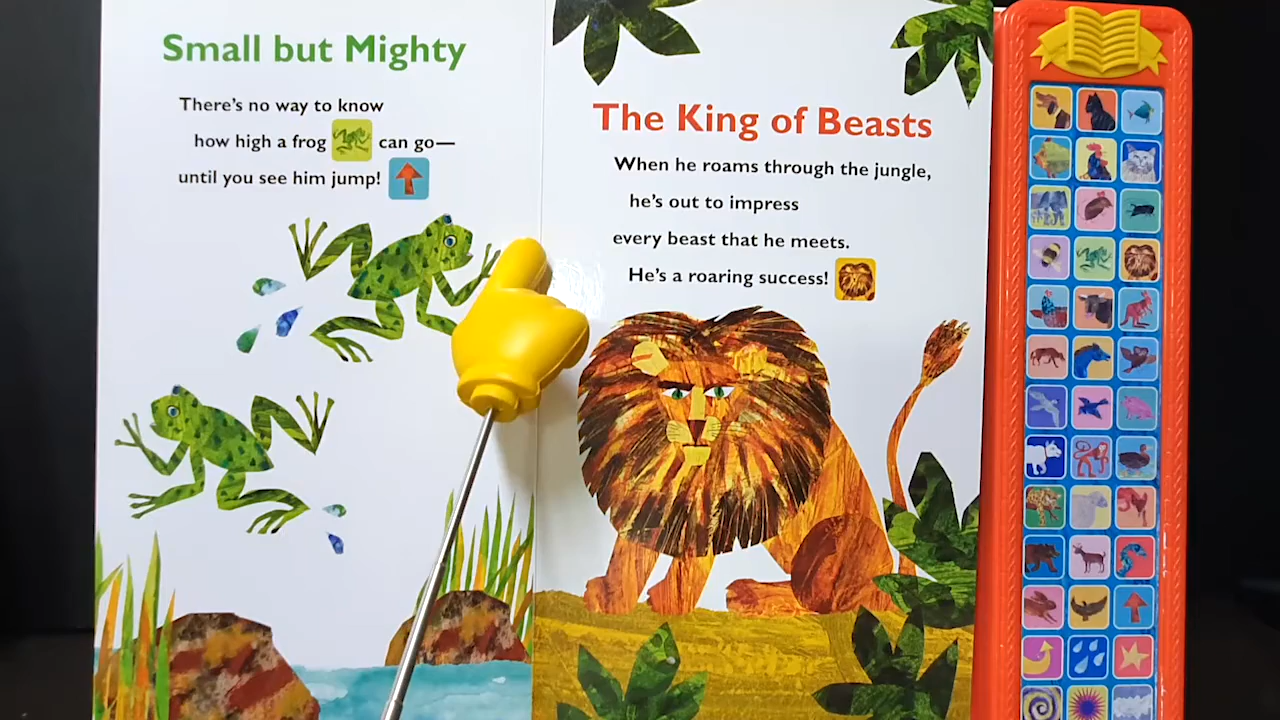 Small but Mighty
There's no way to know
how high a frog can go—
until you see him jump!
The King of Beasts
When he roams through the jungle,
he's out to impress
every beast that he meets.
He's a roaring success!